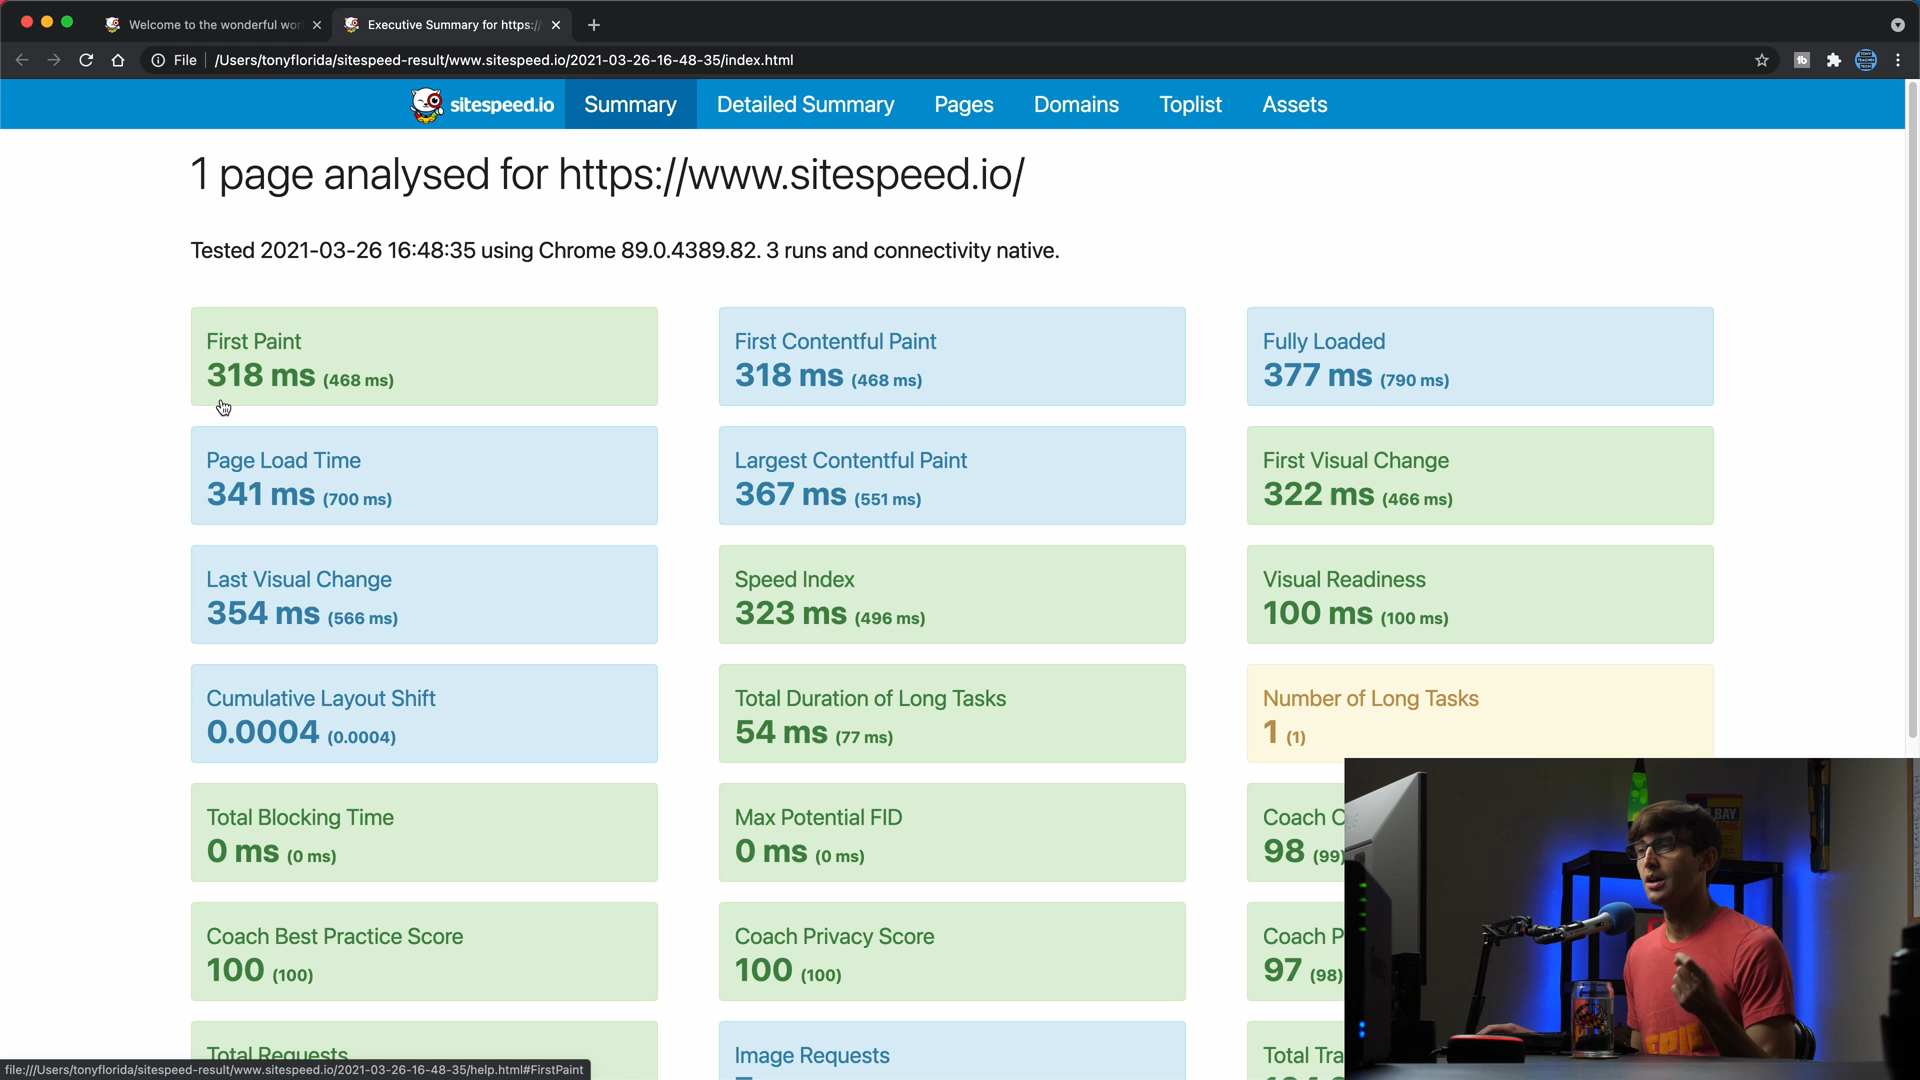 Welcome to the wonderful wor
Executive Summary for https:/
File
/Users/tonyflorida/sitespeed-result/www.sitespeed.io/2021-03-26-16-48-35/index.html
sitespeed.io
Summary
Detailed Summary
Pages
Domains
Toplist
Assets
1 page analysed for https://www.sitespeed.io/
Tested 2021-03-26 16:48:35 using Chrome 89.0.4389.82. 3 runs and connectivity native.
First Paint
318 ms (468 ms)
First Contentful Paint
318 ms (468 ms)
Fully Loaded
377 ms (790 ms)
Page Load Time
341 ms (700 ms)
Largest Contentful Paint
367 ms (551 ms)
First Visual Change
322 ms (466 ms)
Last Visual Change
354 ms (566 ms)
Speed Index
323 ms (496 ms)
Visual Readiness
100 ms (100 ms)
Cumulative Layout Shift
0.0004 (0.0004)
Total Duration of Long Tasks
54 ms (77 ms)
Number of Long Tasks
1 (1)
Total Blocking Time
0 ms (0 ms)
Max Potential FID
0 ms (0 ms)
Coach
98 (99)
Coach Best Practice Score
100 (100)
Coach Privacy Score
100 (100)
Coach P
97 (98)
Total Requests
Image Requests
Total Tra
BAY
EPIC
file:///Users/tonyflorida/sitespeed-result/www.sitespeed.io/2021-03-26-16-48-35/help.html#FirstPaint